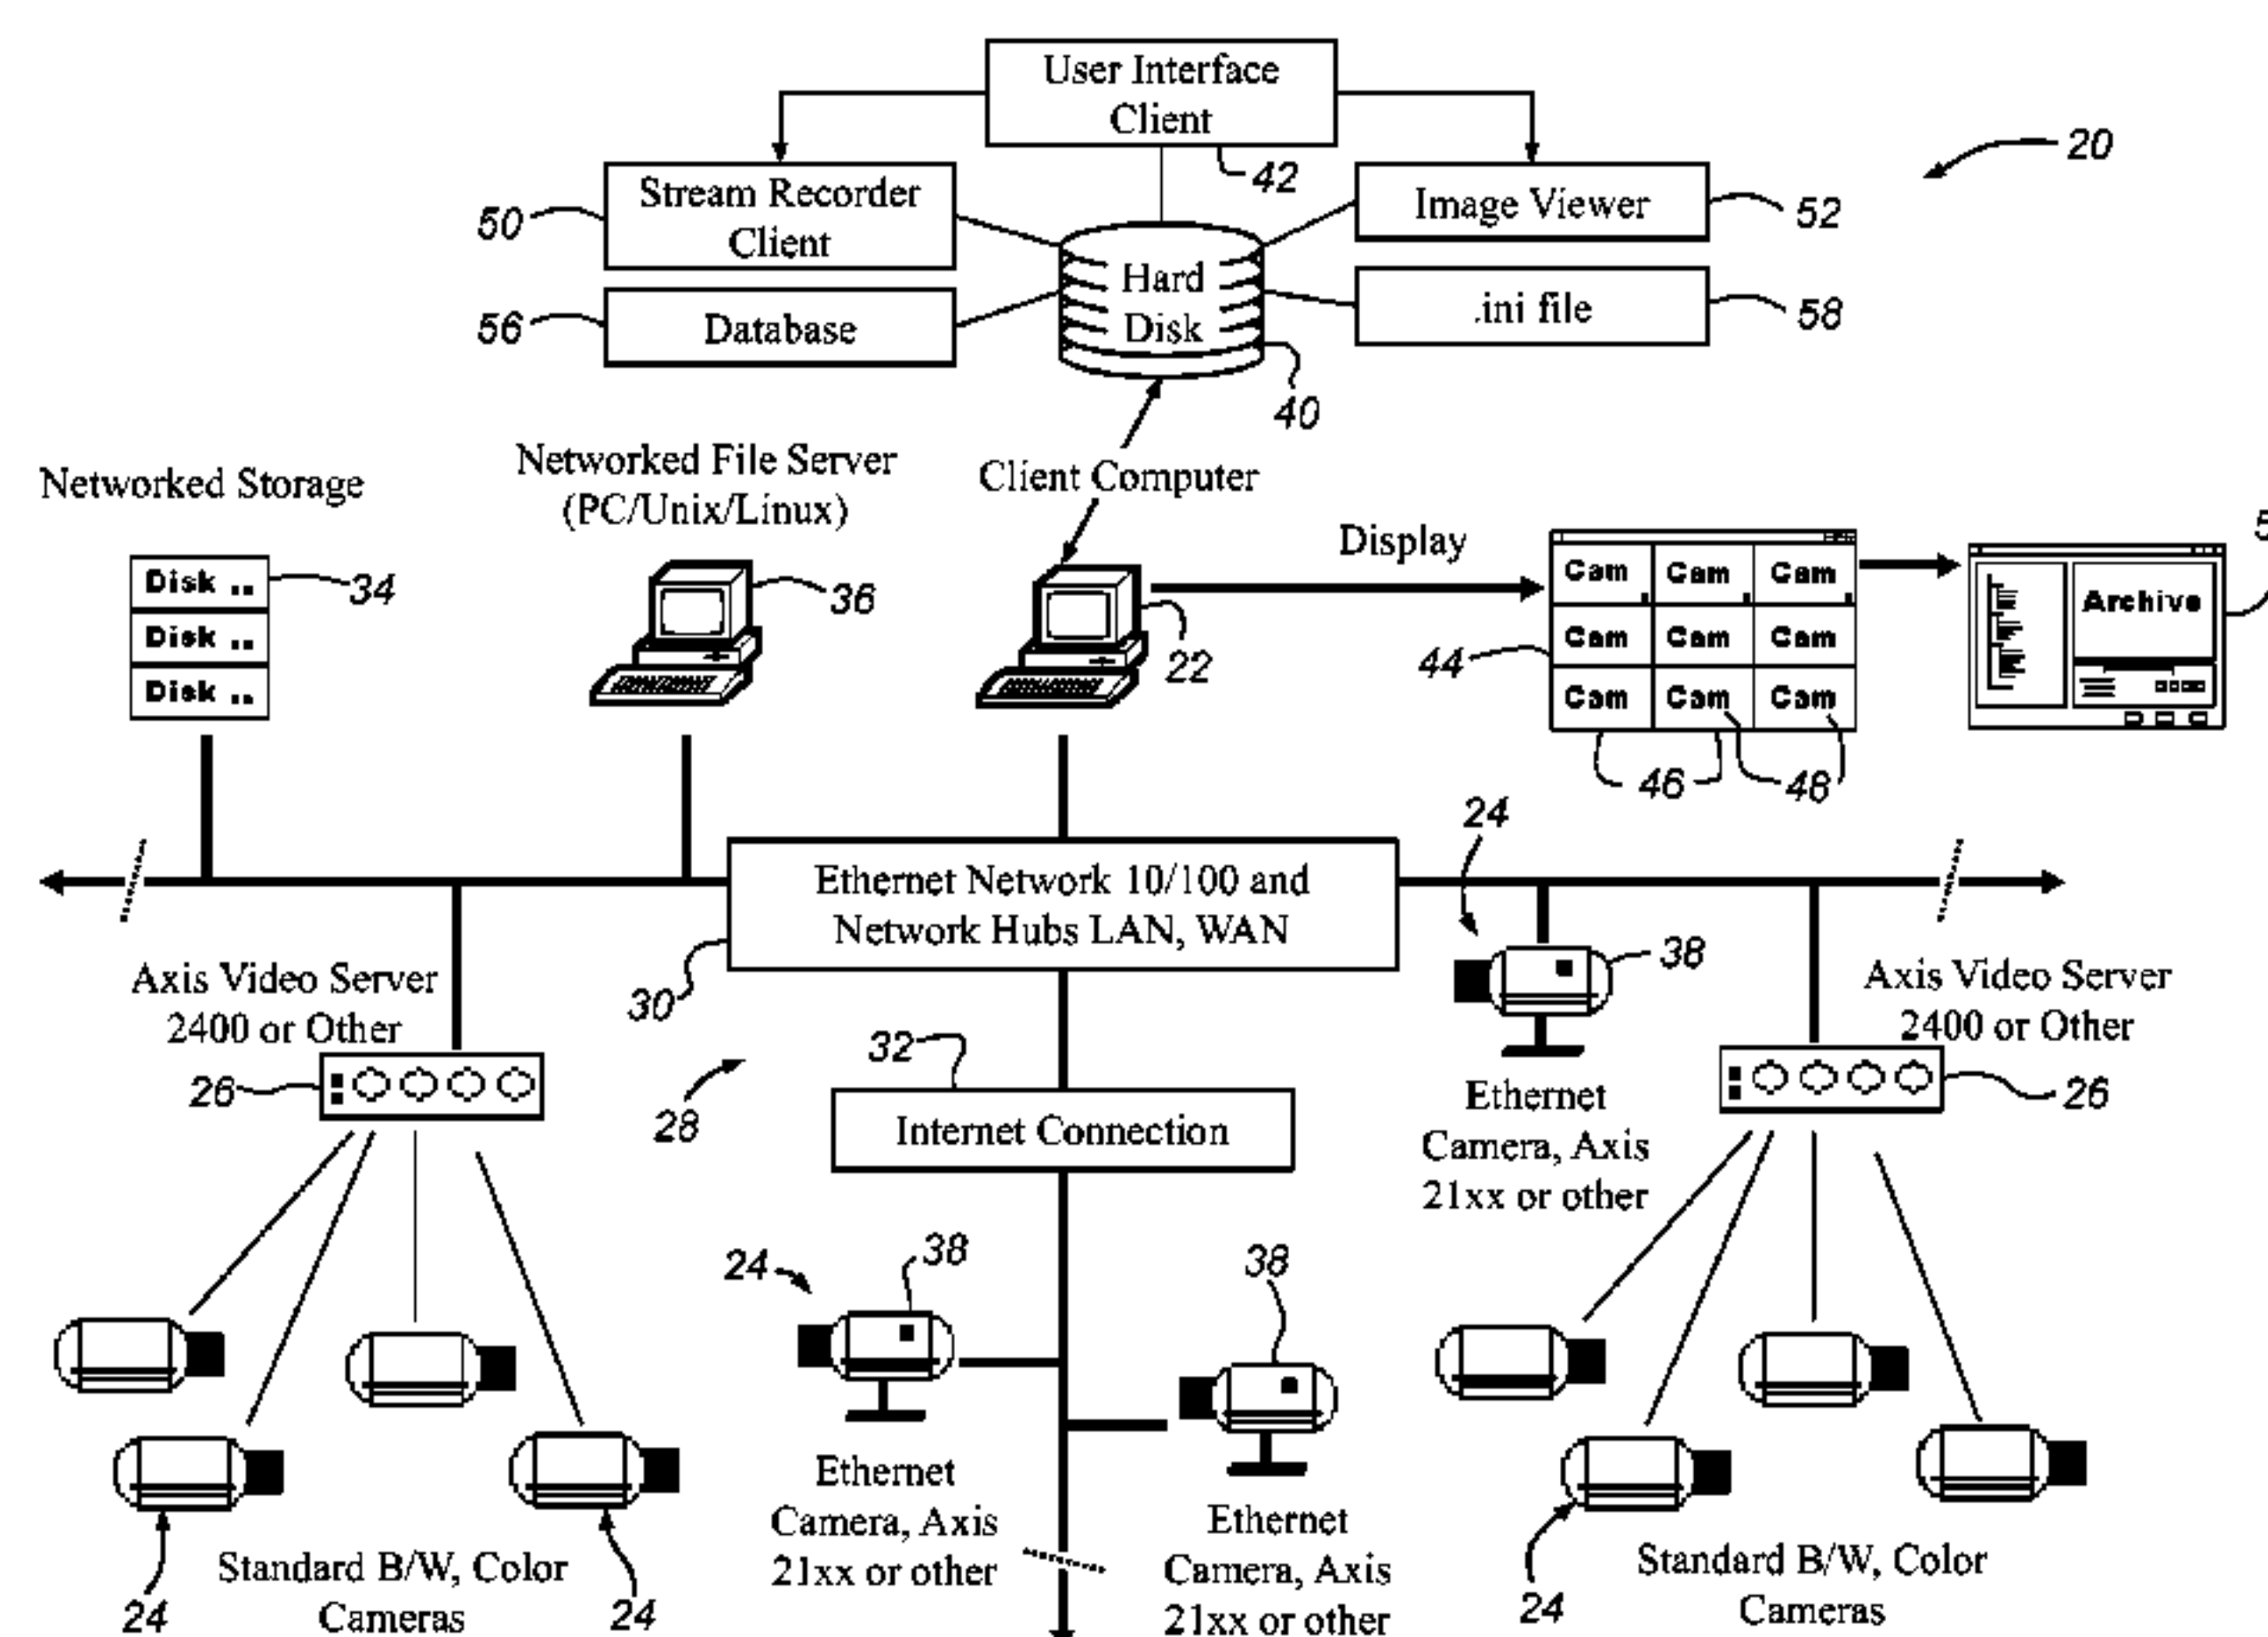 User Interface
Client
42
20
Stream Recorder
Client
50
Image Viewer
52
Hard
Disk
40
Database
56
.ini file
58
Networked Storage
Networked File Server
(PC/Unix/Linux)
Client Computer
Display
Disk ..
Disk ..
Disk ..
34
36
22
Cam Cam Cam
Cam Cam Cam
Cam Cam Cam
44
46
48
Archive
5
24
Ethernet Network 10/100 and
Network Hubs LAN, WAN
30
38
Axis Video Server
2400 or Other
26
28
32
Internet Connection
Ethernet
Camera, Axis
21xx or other
Axis Video Server
2400 or Other
26
24
38
38
Ethernet
Camera, Axis
21xx or other
Ethernet
Camera, Axis
21xx or other
Standard B/W, Color
Cameras
24
24
Standard B/W, Color
Cameras
24